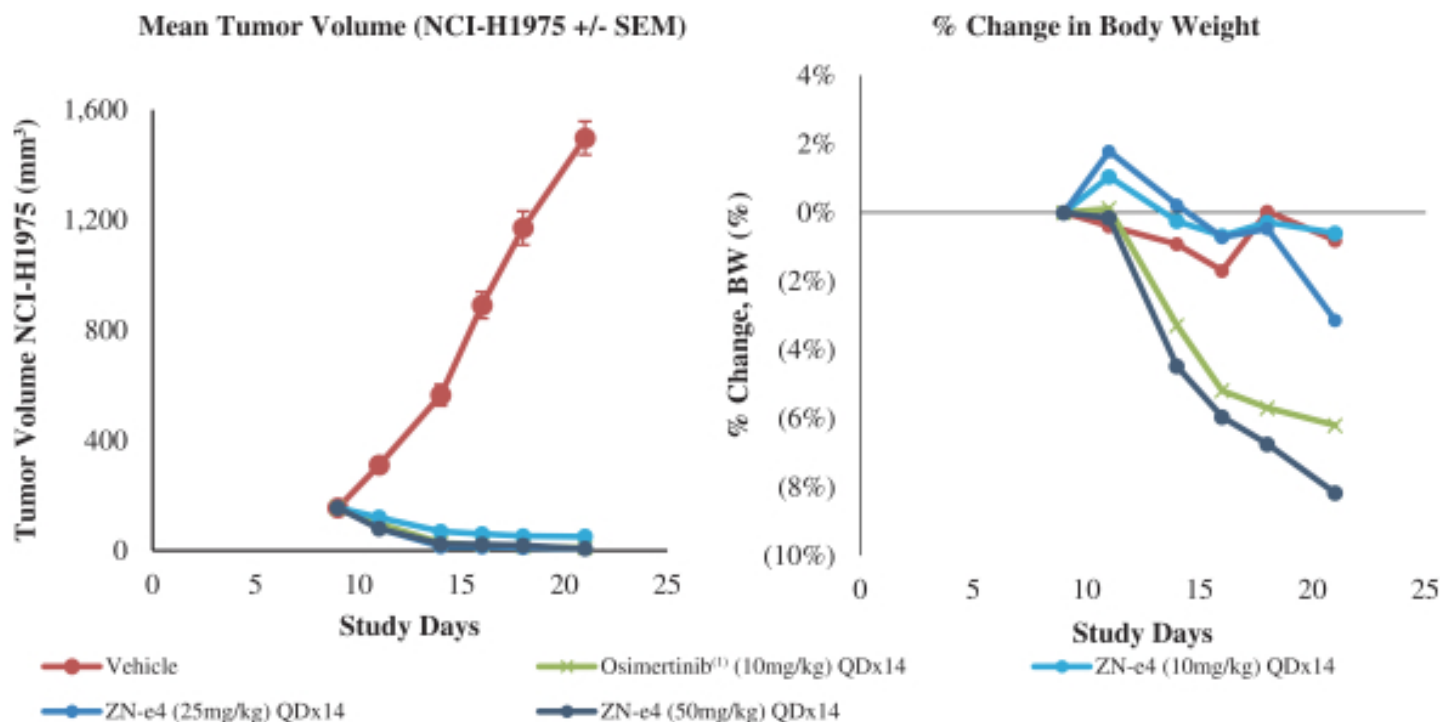 Mean Tumor Volume (NCI-H1975 +/- SEM)
Tumor Volume NCI-H1975 (mm³)
1,600
1,200
800
400
0
0 5 10 15 20 25
Study Days
% Change in Body Weight
% Change, BW (%)
4%
2%
0%
(2%)
(4%)
(6%)
(8%)
(10%)
0 5 10 15 20 25
Study Days
Vehicle
Osimertinib⁽¹⁾ (10mg/kg) QDx14
ZN-e4 (10mg/kg) QDx14
ZN-e4 (25mg/kg) QDx14
ZN-e4 (50mg/kg) QDx14